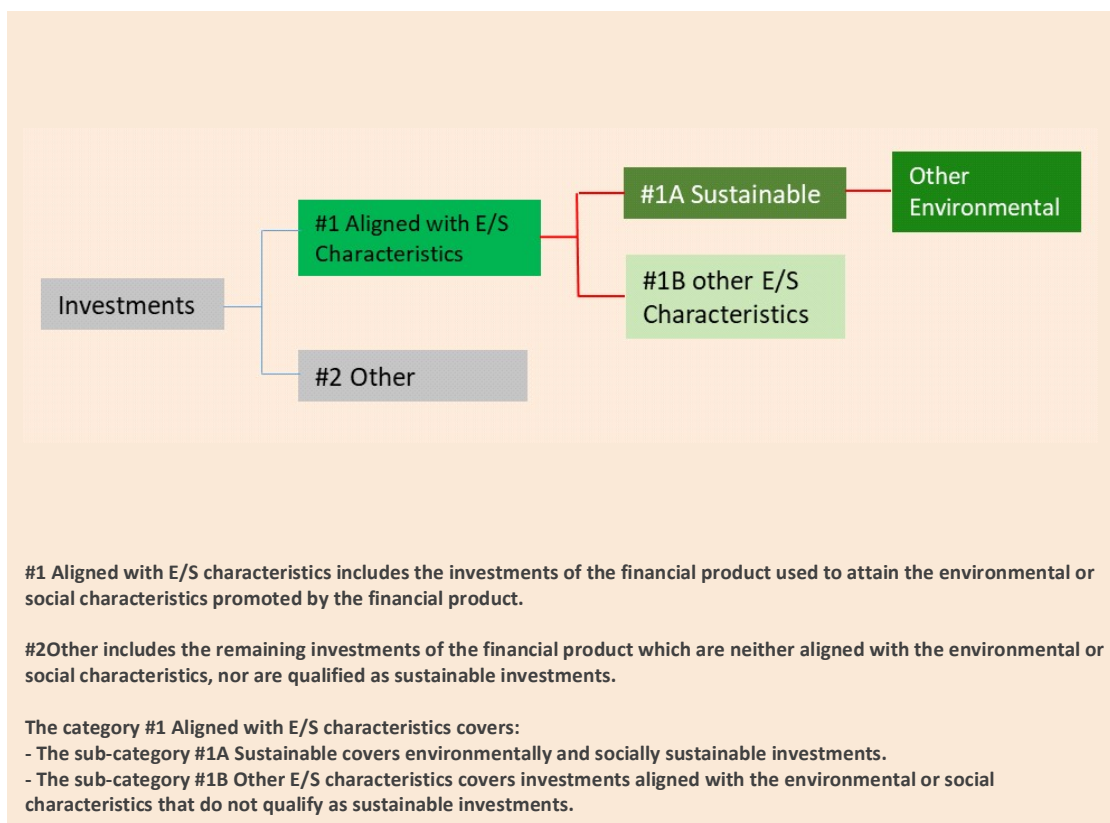 Investments
#1 Aligned with E/S
Characteristics
#2 Other
#1A Sustainable
#1B other E/S
Characteristics
Other
Environmental
#1 Aligned with E/S characteristics includes the investments of the financial product used to attain the environmental or
social characteristics promoted by the financial product.
#2Other includes the remaining investments of the financial product which are neither aligned with the environmental or
social characteristics, nor are qualified as sustainable investments.
The category #1 Aligned with E/S characteristics covers:
- The sub-category #1A Sustainable covers environmentally and socially sustainable investments.
- The sub-category #1B Other E/S characteristics covers investments aligned with the environmental or social
characteristics that do not qualify as sustainable investments.